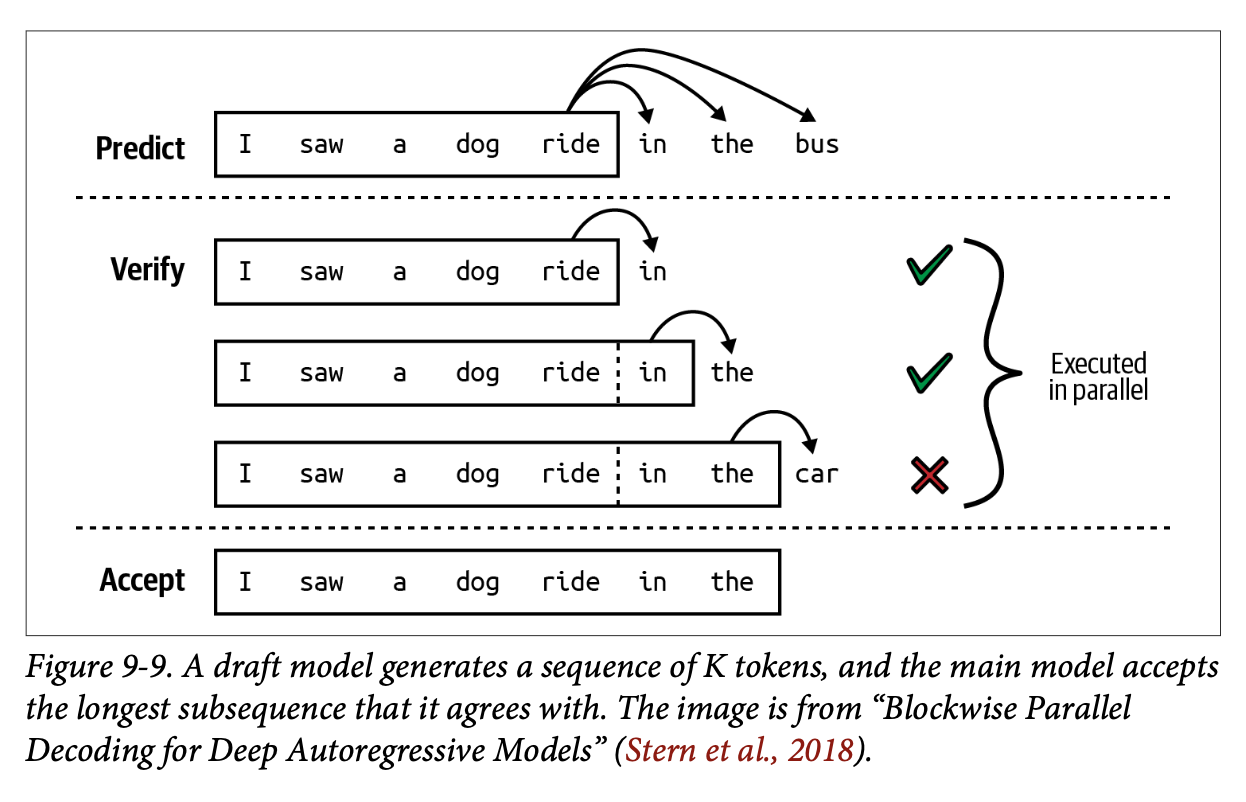 Predict I saw a dog ride in the bus
Verify I saw a dog ride in
I saw a dog ride in the
I saw a dog ride in the car
Executed
in parallel
Accept I saw a dog ride in the
Figure 9-9. A draft model generates a sequence of K tokens, and the main model accepts
the longest subsequence that it agrees with. The image is from “Blockwise Parallel
Decoding for Deep Autoregressive Models” (Stern et al., 2018).